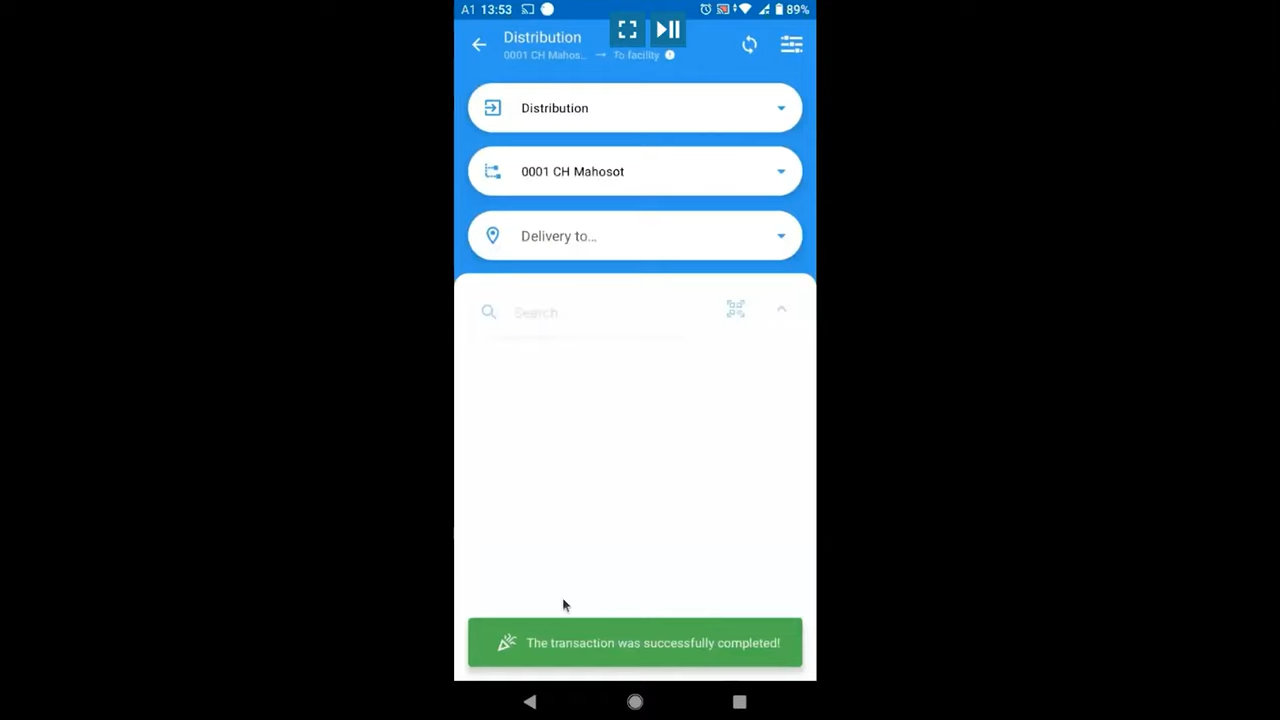 A1 13:53
89%
Distribution
0001 CH Mahos... → To facility
Distribution
0001 CH Mahosot
Delivery to...
Search
The transaction was successfully completed!